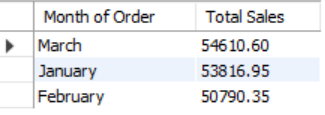 Month of Order Total Sales
March 54610.60
January 53816.95
February 50790.35